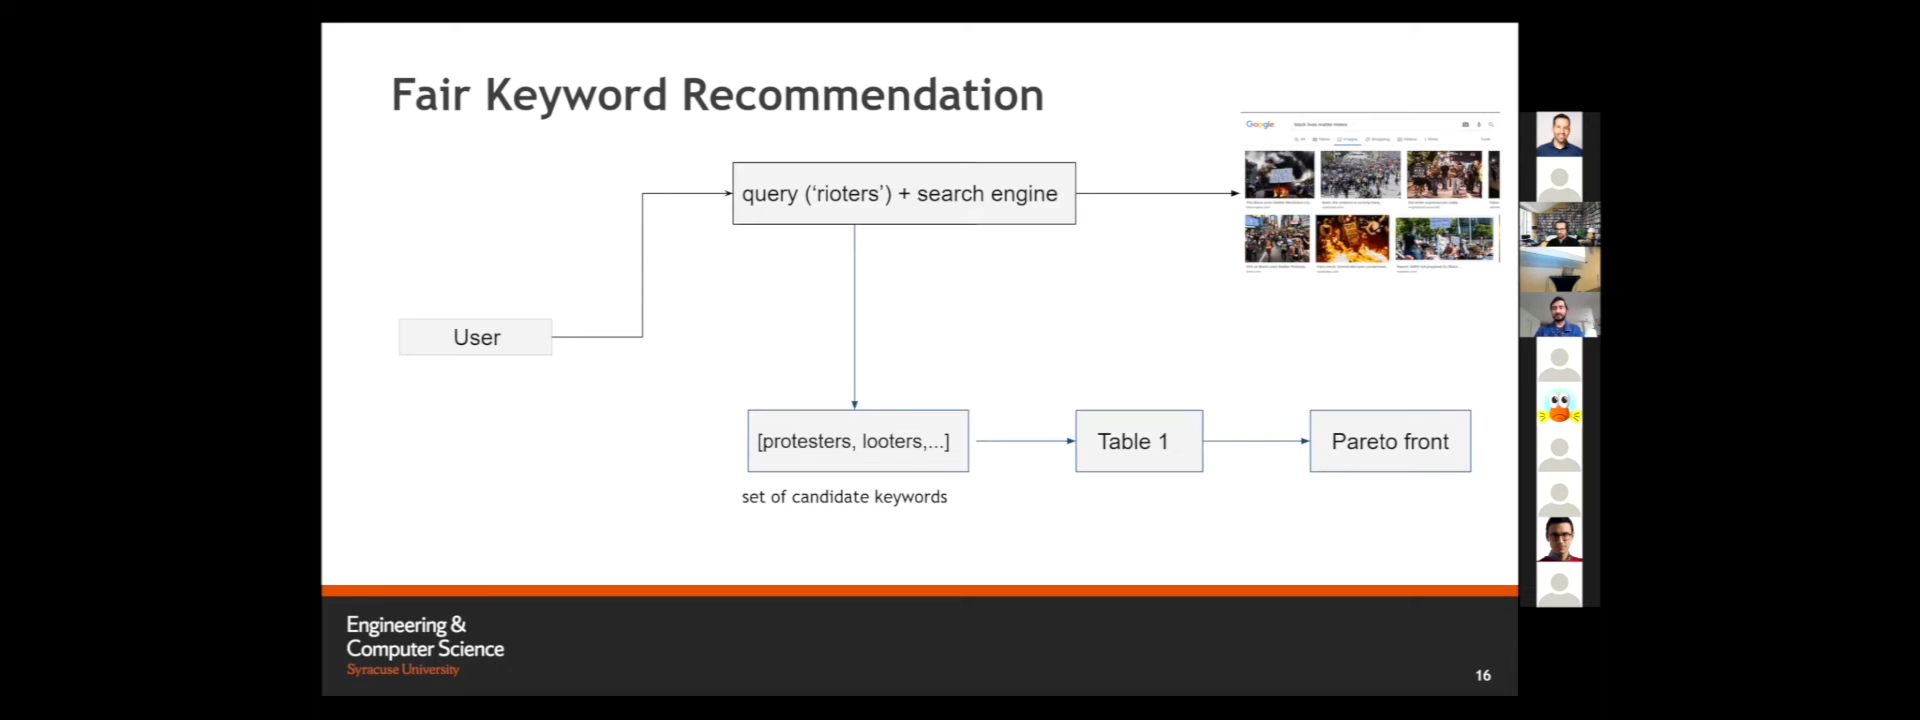 Fair Keyword Recommendation
Google
query (‘rioters’) + search engine
User
[protesters, looters,...]
Table 1
Pareto front
set of candidate keywords
Engineering &
Computer Science
Syracuse University
16